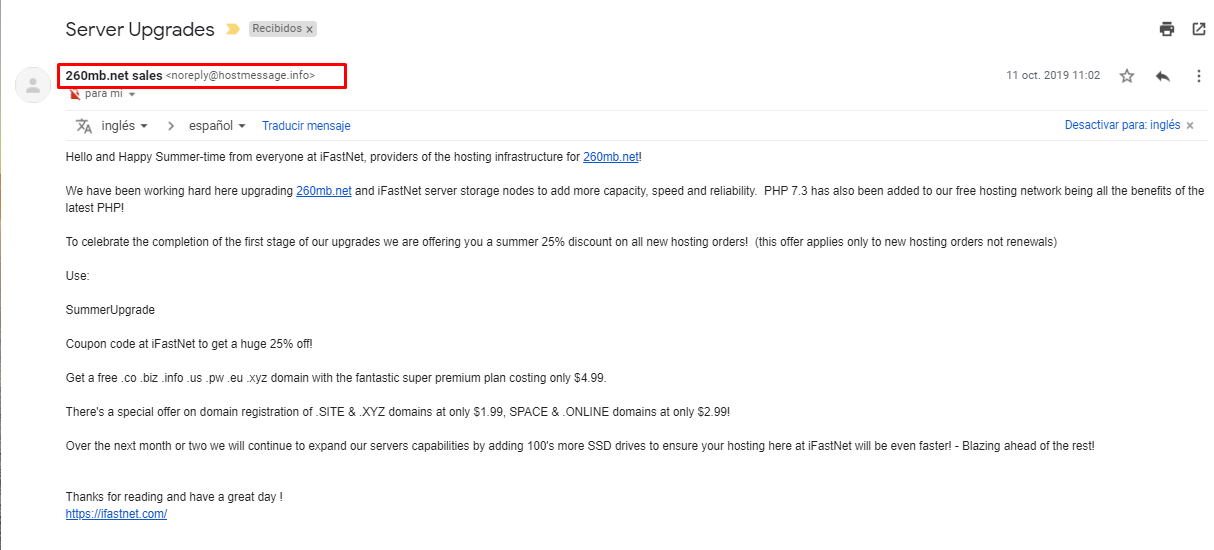 Server Upgrades Recibidos x
260mb.net sales <noreply@hostmessage.info> 11 oct. 2019 11:02
para mí
inglés > español Traducir mensaje Desactivar para: inglés x
Hello and Happy Summer-time from everyone at iFastNet, providers of the hosting infrastructure for 260mb.net!
We have been working hard here upgrading 260mb.net and iFastNet server storage nodes to add more capacity, speed and reliability.  PHP 7.3 has also been added to our free hosting network being all the benefits of the
latest PHP!
To celebrate the completion of the first stage of our upgrades we are offering you a summer 25% discount on all new hosting orders!  (this offer applies only to new hosting orders not renewals)
Use:
SummerUpgrade
Coupon code at iFastNet to get a huge 25% off!
Get a free .co .biz .info .us .pw .eu .xyz domain with the fantastic super premium plan costing only $4.99.
There's a special offer on domain registration of .SITE & .XYZ domains at only $1.99, SPACE & .ONLINE domains at only $2.99!
Over the next month or two we will continue to expand our servers capabilities by adding 100's more SSD drives to ensure your hosting here at iFastNet will be even faster! - Blazing ahead of the rest!
Thanks for reading and have a great day !
https://ifastnet.com/